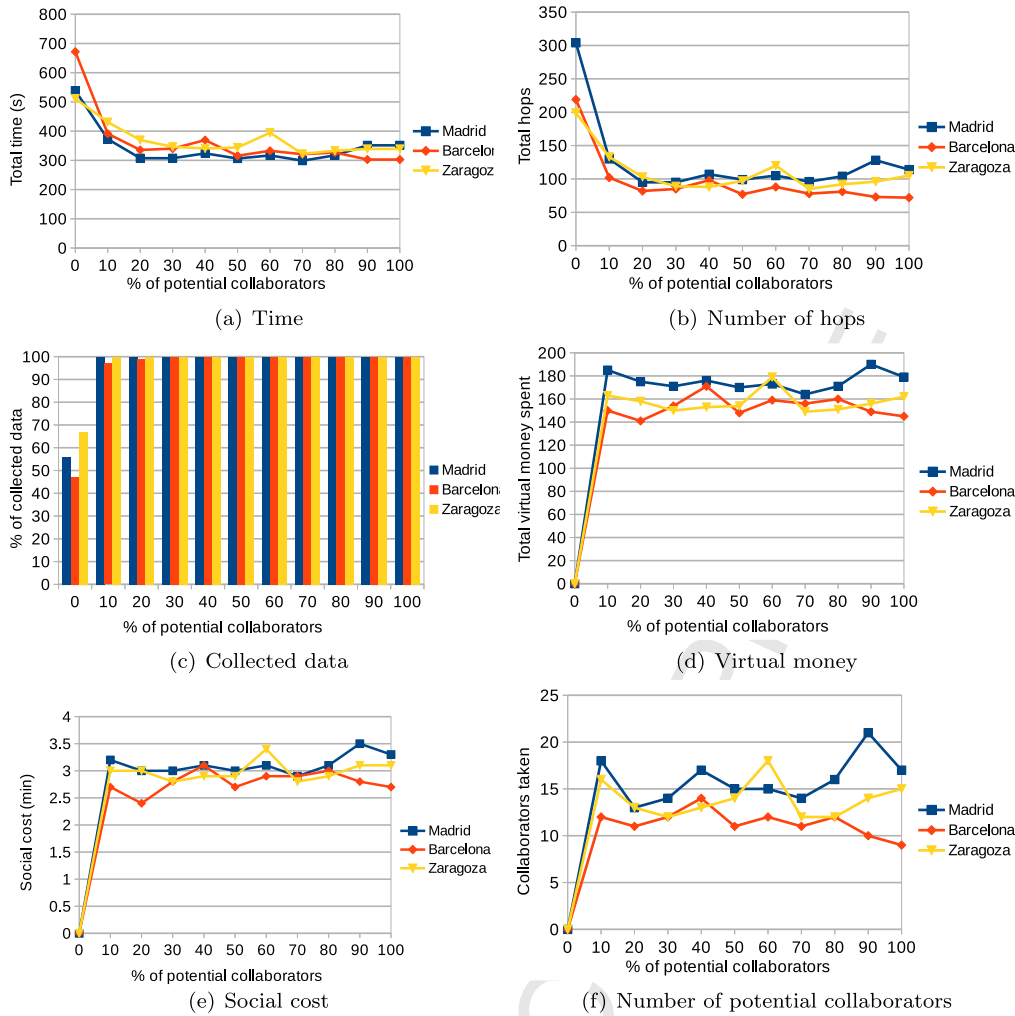 800
700
600
500
400
300
200
100
0
Total time (s)
0 10 20 30 40 50 60 70 80 90 100
% of potential collaborators
Madrid
Barcelon
Zaragoz
(a) Time
350
300
250
200
150
100
50
0
Total hops
0 10 20 30 40 50 60 70 80 90 100
% of potential collaborators
Madrid
Barcelona
Zaragoza
(b) Number of hops
100
90
80
70
60
50
40
30
20
10
0
% of collected data
0 10 20 30 40 50 60 70 80 90 100
% of potential collaborators
Madrid
Barcelona
Zaragoza
(c) Collected data
200
180
160
140
120
100
80
60
40
20
0
Total virtual money spent
0 10 20 30 40 50 60 70 80 90 100
% of potential collaborators
Madrid
Barcelona
Zaragoza
(d) Virtual money
4
3.5
3
2.5
2
1.5
1
0.5
0
Social cost (min)
0 10 20 30 40 50 60 70 80 90 100
% of potential collaborators
Madrid
Barcelona
Zaragoza
(e) Social cost
25
20
15
10
5
0
Collaborators taken
0 10 20 30 40 50 60 70 80 90 100
% of potential collaborators
Madrid
Barcelona
Zaragoza
(f) Number of potential collaborators